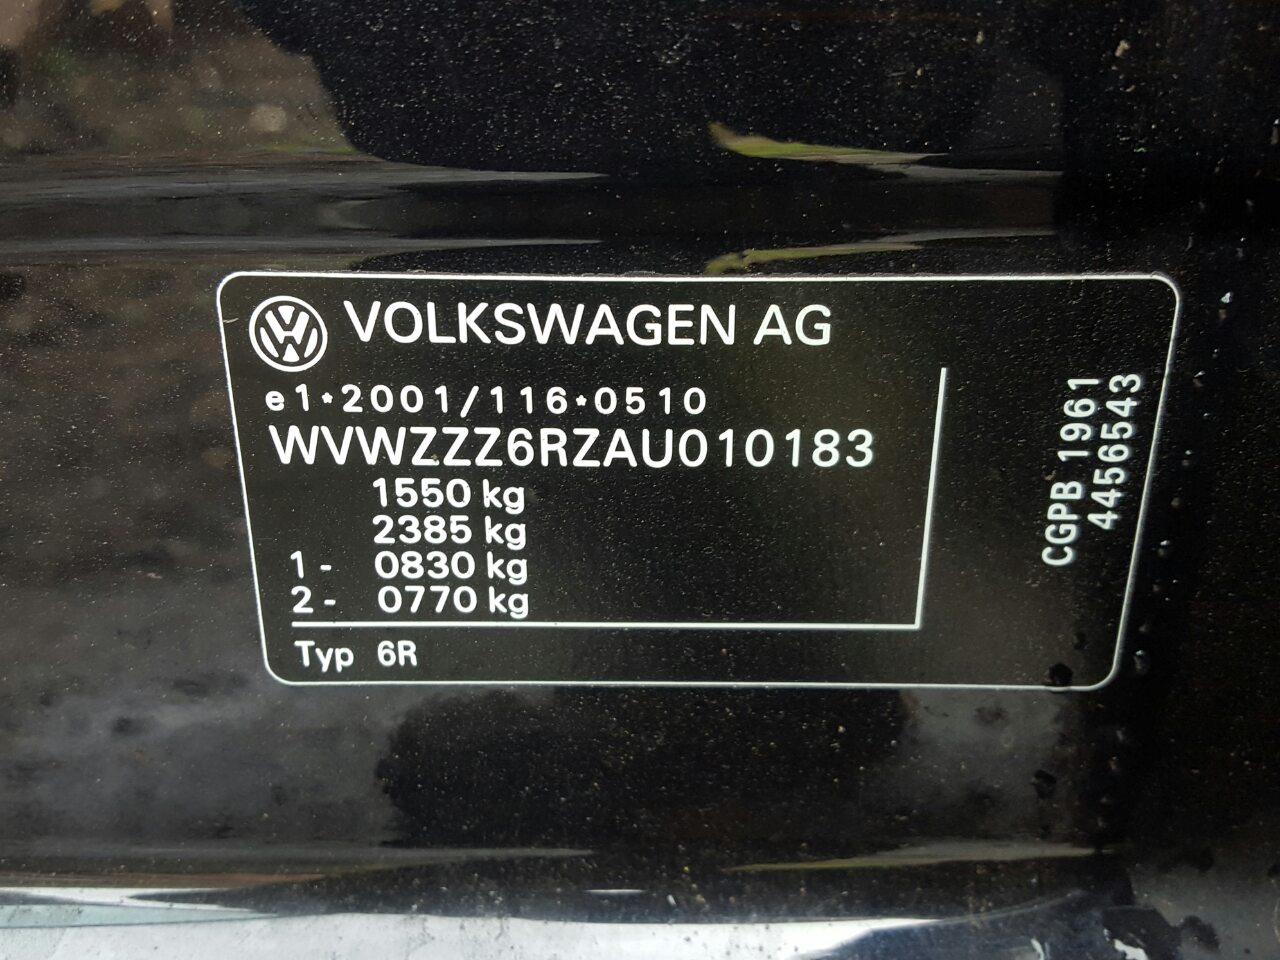 VOLKSWAGEN AG
e1*2001/116*0510
WVWZZZ6RZAU010183
1550 kg
2385 kg
1 - 0830 kg
2 - 0770 kg
Typ 6R
CGPB 1961
4456543